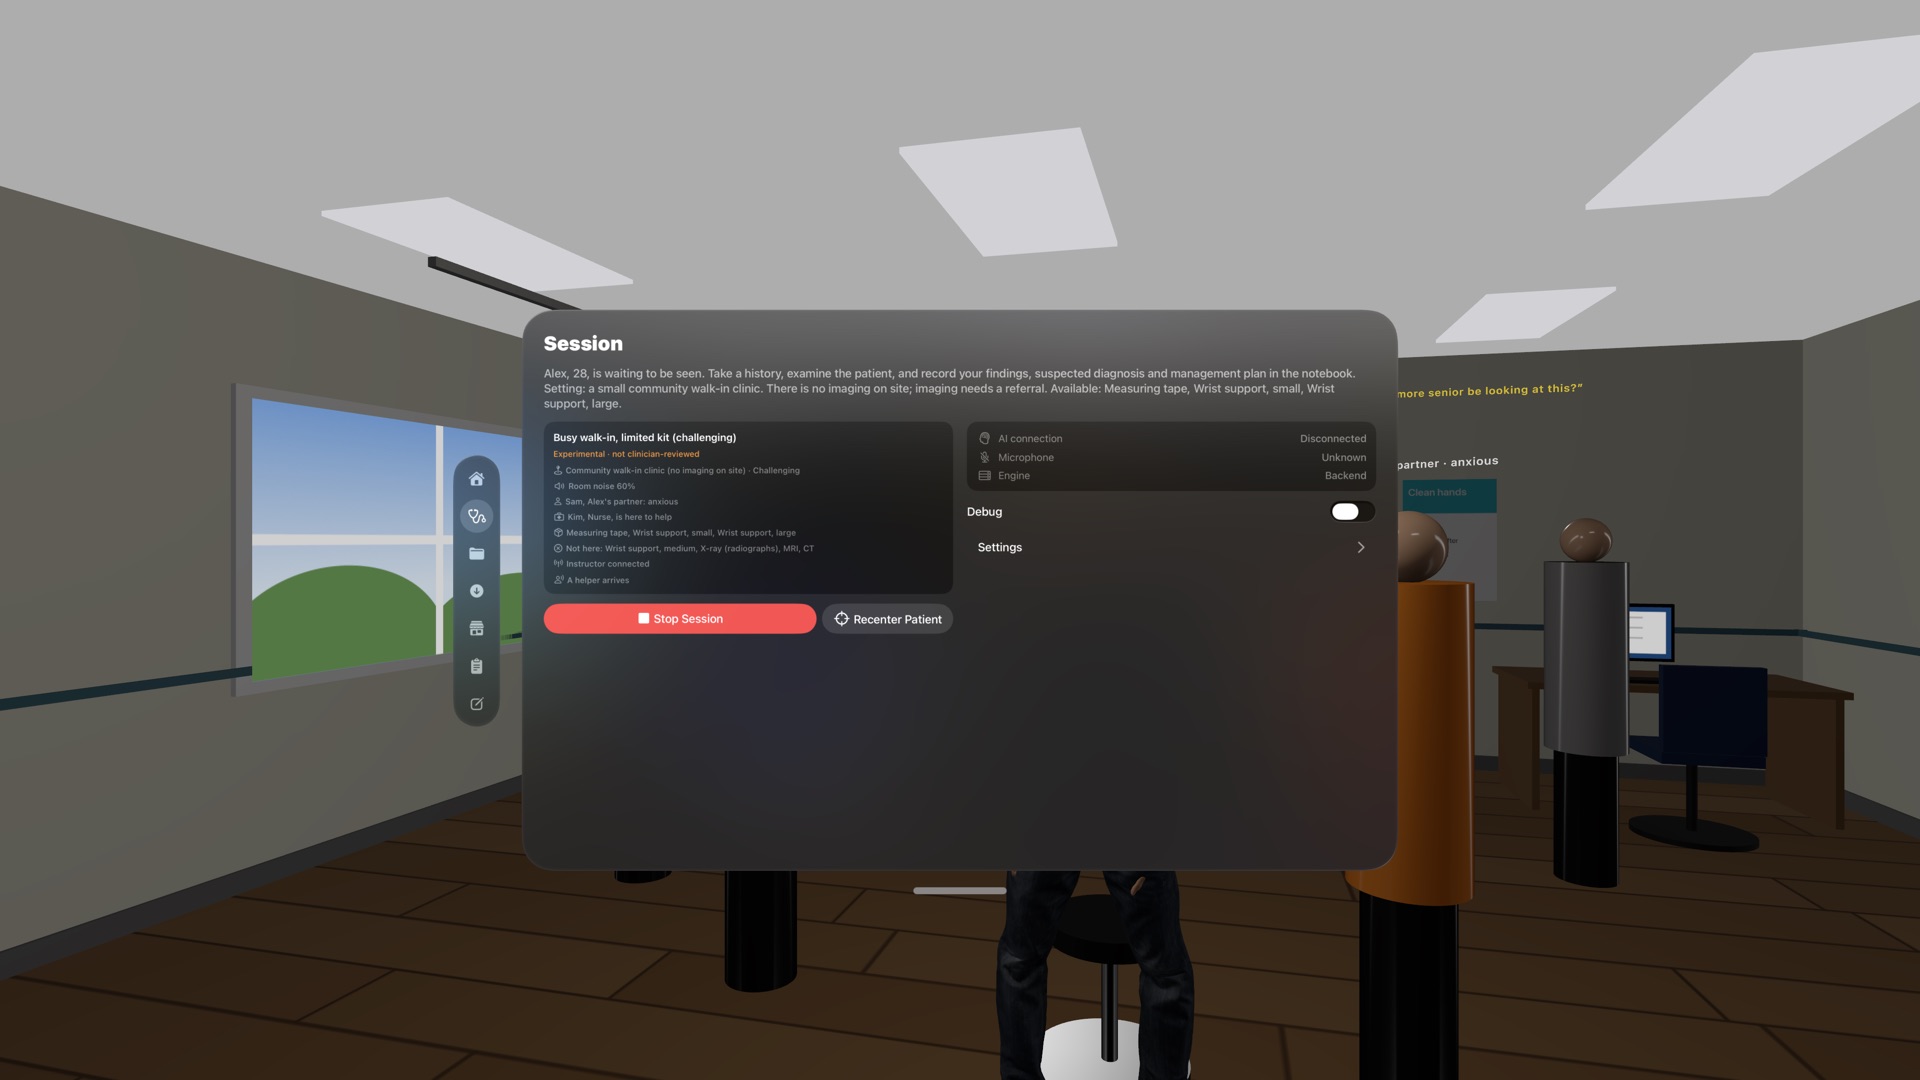 Session
Alex, 28, is waiting to be seen. Take a history, examine the patient, and record your findings, suspected diagnosis and management plan in the notebook.
Setting: a small community walk-in clinic. There is no imaging on site; imaging needs a referral. Available: Measuring tape, Wrist support, small, Wrist
support, large.
Busy walk-in, limited kit (challenging)
Experimental · not clinician-reviewed
Community walk-in clinic (no imaging on site) · Challenging
Room noise 60%
Sam, Alex's partner: anxious
Kim, Nurse, is here to help
Measuring tape, Wrist support, small, Wrist support, large
Not here: Wrist support, medium, X-ray (radiographs), MRI, CT
Instructor connected
A helper arrives
Stop Session
Recenter Patient
AI connection Disconnected
Microphone Unknown
Engine Backend
Debug
Settings
more senior be looking at this?"
partner · anxious
Clean hands